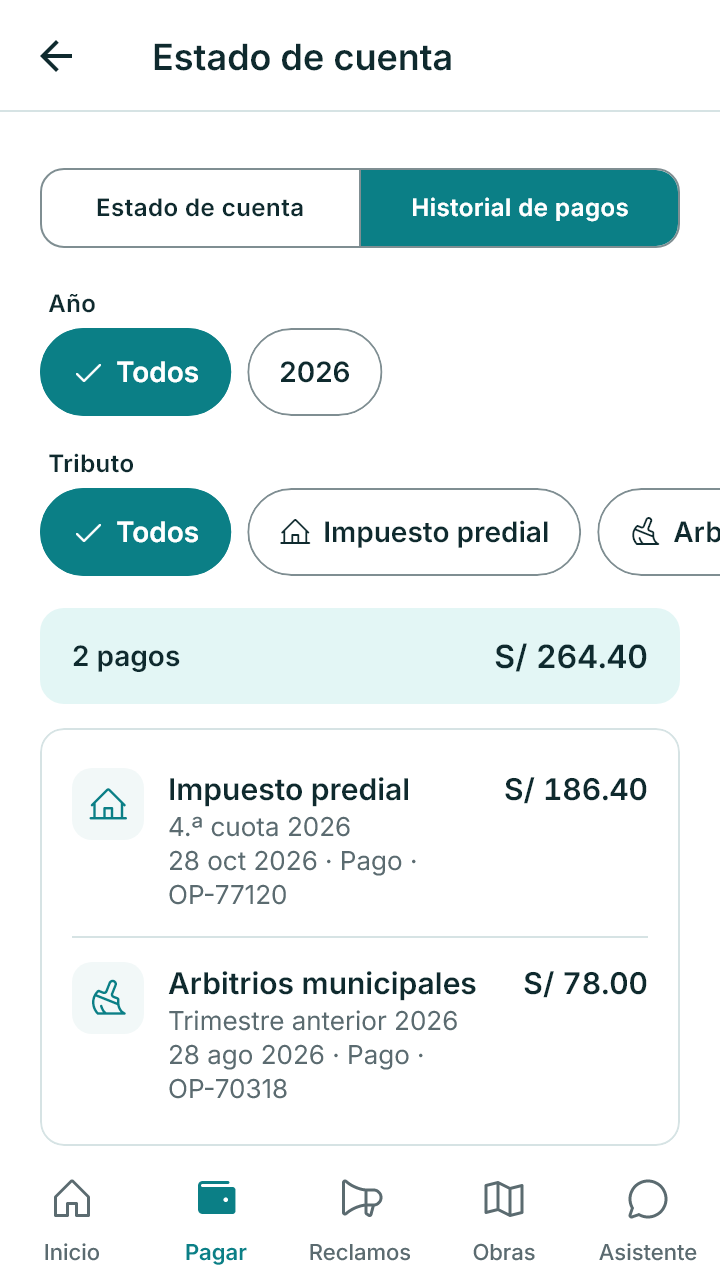 Estado de cuenta
Estado de cuenta
Historial de pagos
Año
Todos
2026
Tributo
Todos
Impuesto predial
Arb
2 pagos
S/ 264.40
Impuesto predial
S/ 186.40
4.ª cuota 2026
28 oct 2026 · Pago ·
OP-77120
Arbitrios municipales
S/ 78.00
Trimestre anterior 2026
28 ago 2026 · Pago ·
OP-70318
Inicio
Pagar
Reclamos
Obras
Asistente